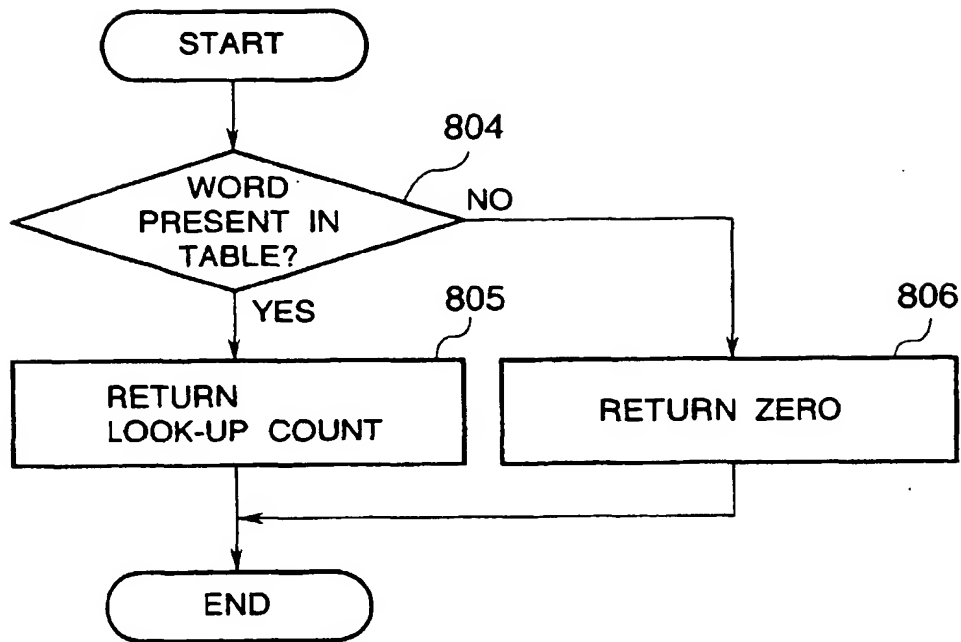 START
804
WORD
PRESENT IN
TABLE?
NO
YES
805
806
RETURN
LOOK-UP COUNT
RETURN ZERO
END